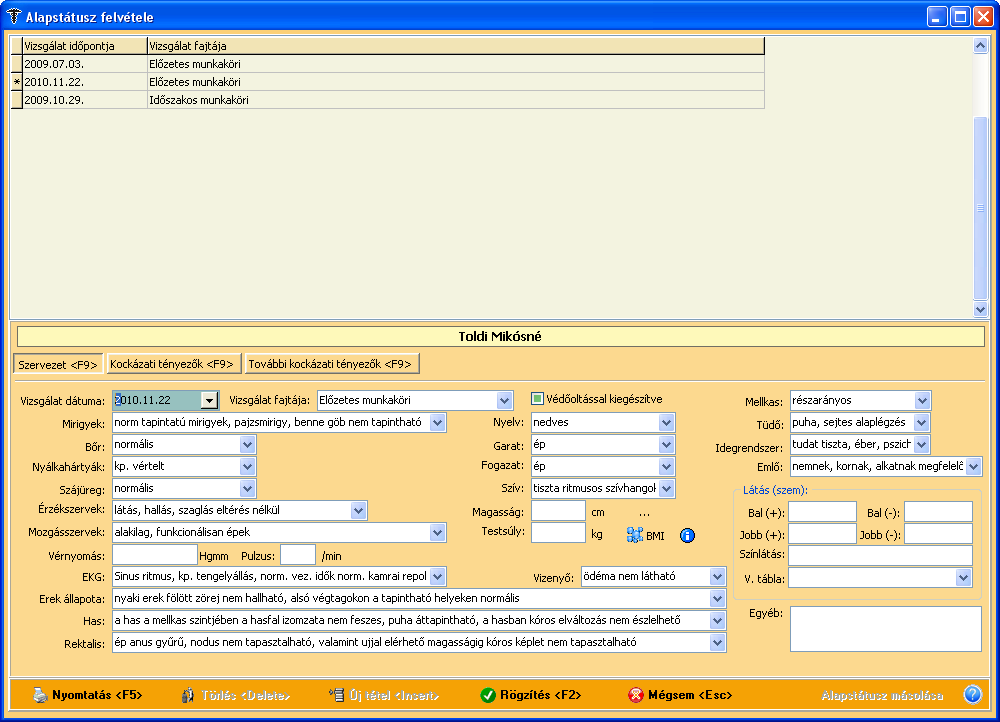 Alapstátusz felvétele
Vizsgálat időpontja Vizsgálat fajtája
2009.07.03. Előzetes munkaköri
* 2010.11.22. Előzetes munkaköri
2009.10.29. Időszakos munkaköri
Toldi Mikósné
Szervezet <F9> Kockázati tényezők <F9> További kockázati tényezők <F9>
Vizsgálat dátuma: 2010.11.22 Vizsgálat fajtája: Előzetes munkaköri Védőoltással kiegészítve Mellkas: részarányos
Mirigyek: norm tapintatú mirigyek, pajzsmirigy, benne göb nem tapintható Nyelv: nedves Tüdő: puha, sejtes alaplégzés
Bőr: normális Garat: ép Idegrendszer: tudat tiszta, éber, pszich
Nyálkahártyák: kp. vértelt Fogazat: ép Emlő: nemnek, kornak, alkatnak megfelelő
Szájüreg: normális Szív: tiszta ritmusos szívhangok Látás (szem):
Érzékszervek: látás, hallás, szaglás eltérés nélkül Magasság: cm ... Bal (+): Bal (-):
Mozgásszervek: alakilag, funkcionálisan épek Testsúly: kg BMI Jobb (+): Jobb (-):
Vérnyomás: Hgmm Pulzus: /min Színlátás:
EKG: Sinus ritmus, kp. tengelyállás, norm. vez. idők norm. kamrai repol Vizenyő: ödéma nem látható V. tábla:
Erek állapota: nyaki erek fölött zörej nem hallható, alsó végtagokon a tapintható helyeken normális
Has: a has a mellkas szintjében a hasfal izomzata nem feszes, puha áttapintható, a hasban kóros elváltozás nem észlelhető Egyéb:
Rektalis: ép anus gyűrű, nodus nem tapasztalható, valamint ujjal elérhető magasságig kóros képlet nem tapasztalható
Nyomtatás <F5> Törlés <Delete> Új tétel <Insert> Rögzítés <F2> Mégsem <Esc> Alapstátusz másolása